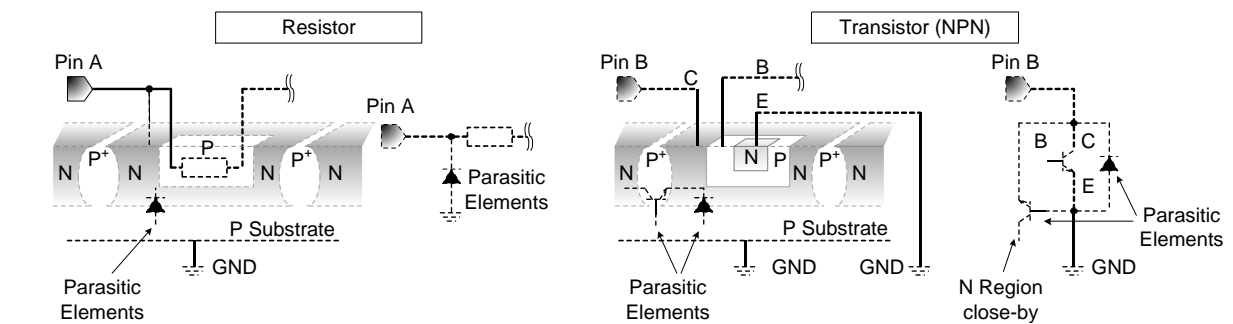 Resistor
Transistor (NPN)
Pin A
Pin A
N
P+
N
P
N
P+
N
Parasitic
Elements
P Substrate
GND
Parasitic
Elements
Pin B
C
B
E
N
P+
N
N
P
P+
N
P Substrate
GND
GND
Parasitic
Elements
Pin B
B
C
E
Parasitic
Elements
GND
N Region
close-by